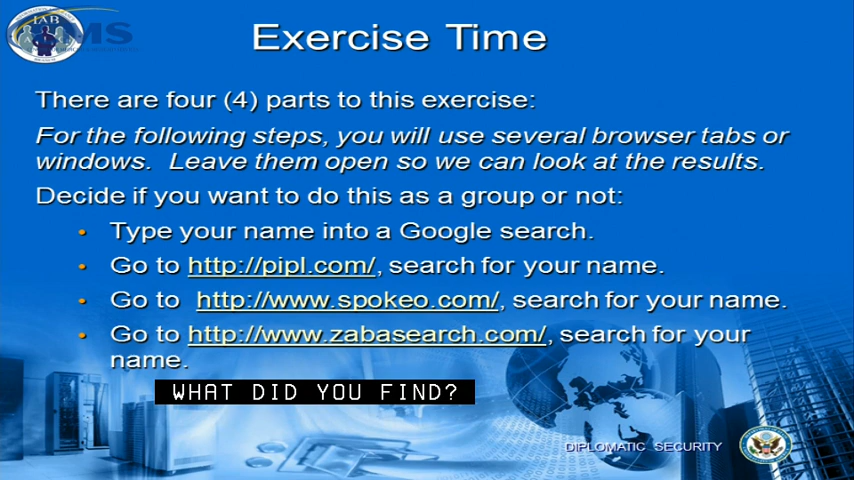 IAB
MS
Exercise Time
There are four (4) parts to this exercise:
For the following steps, you will use several browser tabs or
windows. Leave them open so we can look at the results.
Decide if you want to do this as a group or not:
• Type your name into a Google search.
• Go to http://pipl.com/, search for your name.
• Go to http://www.spokeo.com/, search for your name.
• Go to http://www.zabasearch.com/, search for your
name.
WHAT DID YOU FIND?
DIPLOMATIC SECURITY